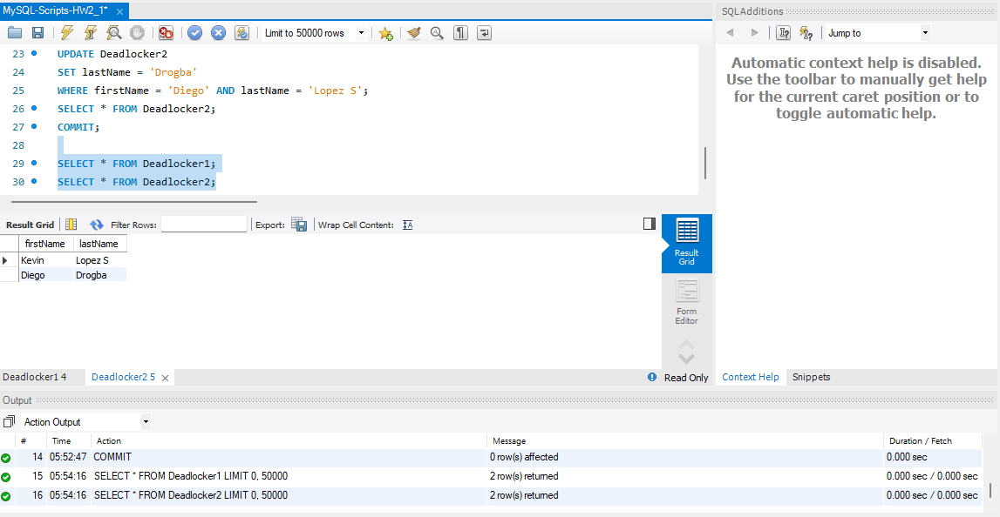 MySQL-Scripts-HW2_1*
SQLAdditions
Limit to 50000 rows
Jump to
23 UPDATE Deadlocker2
24 SET lastName = 'Drogba'
25 WHERE firstName = 'Diego' AND lastName = 'Lopez S';
26 SELECT * FROM Deadlocker2;
27 COMMIT;
28
29 SELECT * FROM Deadlocker1;
30 SELECT * FROM Deadlocker2;
Automatic context help is disabled.
Use the toolbar to manually get help
for the current caret position or to
toggle automatic help.
Result Grid Filter Rows: Export: Wrap Cell Content:
firstName lastName
Kevin Lopez S
Diego Drogba
Result
Grid
Form
Editor
Deadlocker1 4 Deadlocker2 5 Read Only
Context Help Snippets
Output
Action Output
# Time Action Message Duration / Fetch
14 05:52:47 COMMIT 0 row(s) affected 0.000 sec
15 05:54:16 SELECT * FROM Deadlocker1 LIMIT 0, 50000 2 row(s) returned 0.000 sec / 0.000 sec
16 05:54:16 SELECT * FROM Deadlocker2 LIMIT 0, 50000 2 row(s) returned 0.000 sec / 0.000 sec